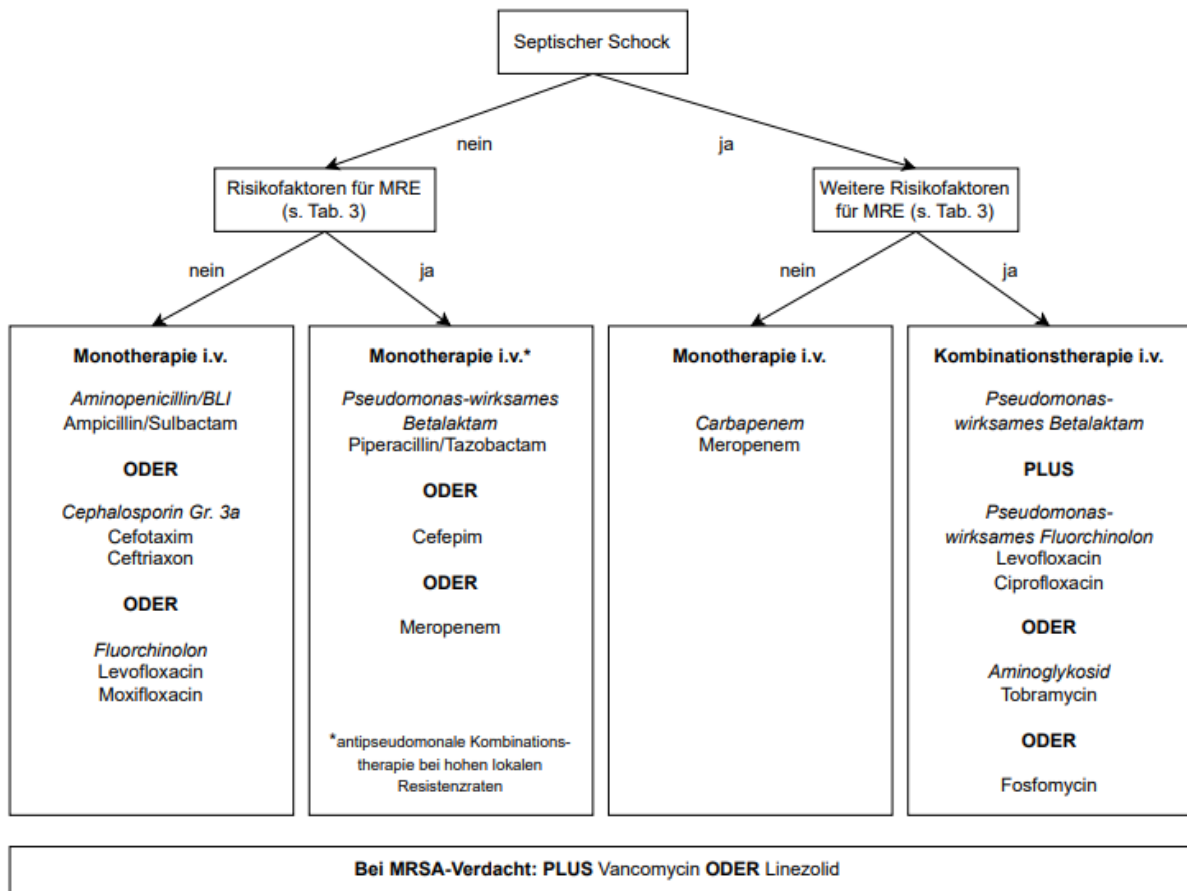 Septischer Schock
nein
ja
Risikofaktoren für MRE
(s. Tab. 3)
Weitere Risikofaktoren
für MRE (s. Tab. 3)
nein
ja
nein
ja
Monotherapie i.v.
Aminopenicillin/BLI
Ampicillin/Sulbactam
ODER
Cephalosporin Gr. 3a
Cefotaxim
Ceftriaxon
ODER
Fluorchinolon
Levofloxacin
Moxifloxacin
Monotherapie i.v.*
Pseudomonas-wirksames
Betalaktam
Piperacillin/Tazobactam
ODER
Cefepim
ODER
Meropenem
*antipseudomonale Kombinations-
therapie bei hohen lokalen
Resistenzraten
Monotherapie i.v.
Carbapenem
Meropenem
Kombinationstherapie i.v.
Pseudomonas-
wirksames Betalaktam
PLUS
Pseudomonas-
wirksames Fluorchinolon
Levofloxacin
Ciprofloxacin
ODER
Aminoglykosid
Tobramycin
ODER
Fosfomycin
Bei MRSA-Verdacht: PLUS Vancomycin ODER Linezolid